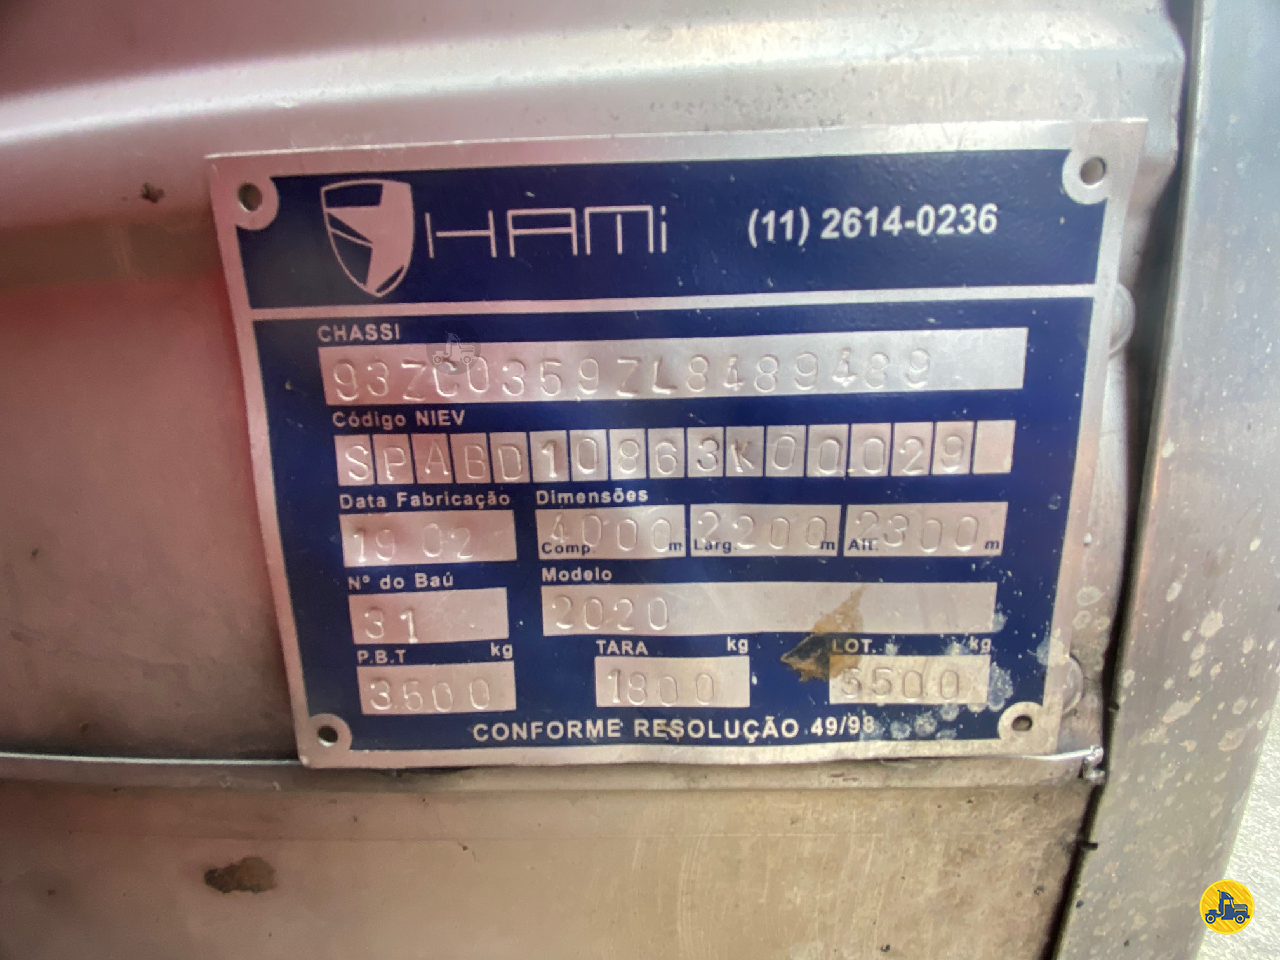 HAMi (11) 2614-0236
CHASSI
93ZC0359ZL8489489
Código NIEV
SPABD10863K00029
Data Fabricação Dimensões
19 02 4000 2200 2300
Comp. m Larg. m Alt. m
Nº do Baú Modelo
31 2020
P.B.T kg TARA kg LOT. kg
3500 1800 5500
CONFORME RESOLUÇÃO 49/98